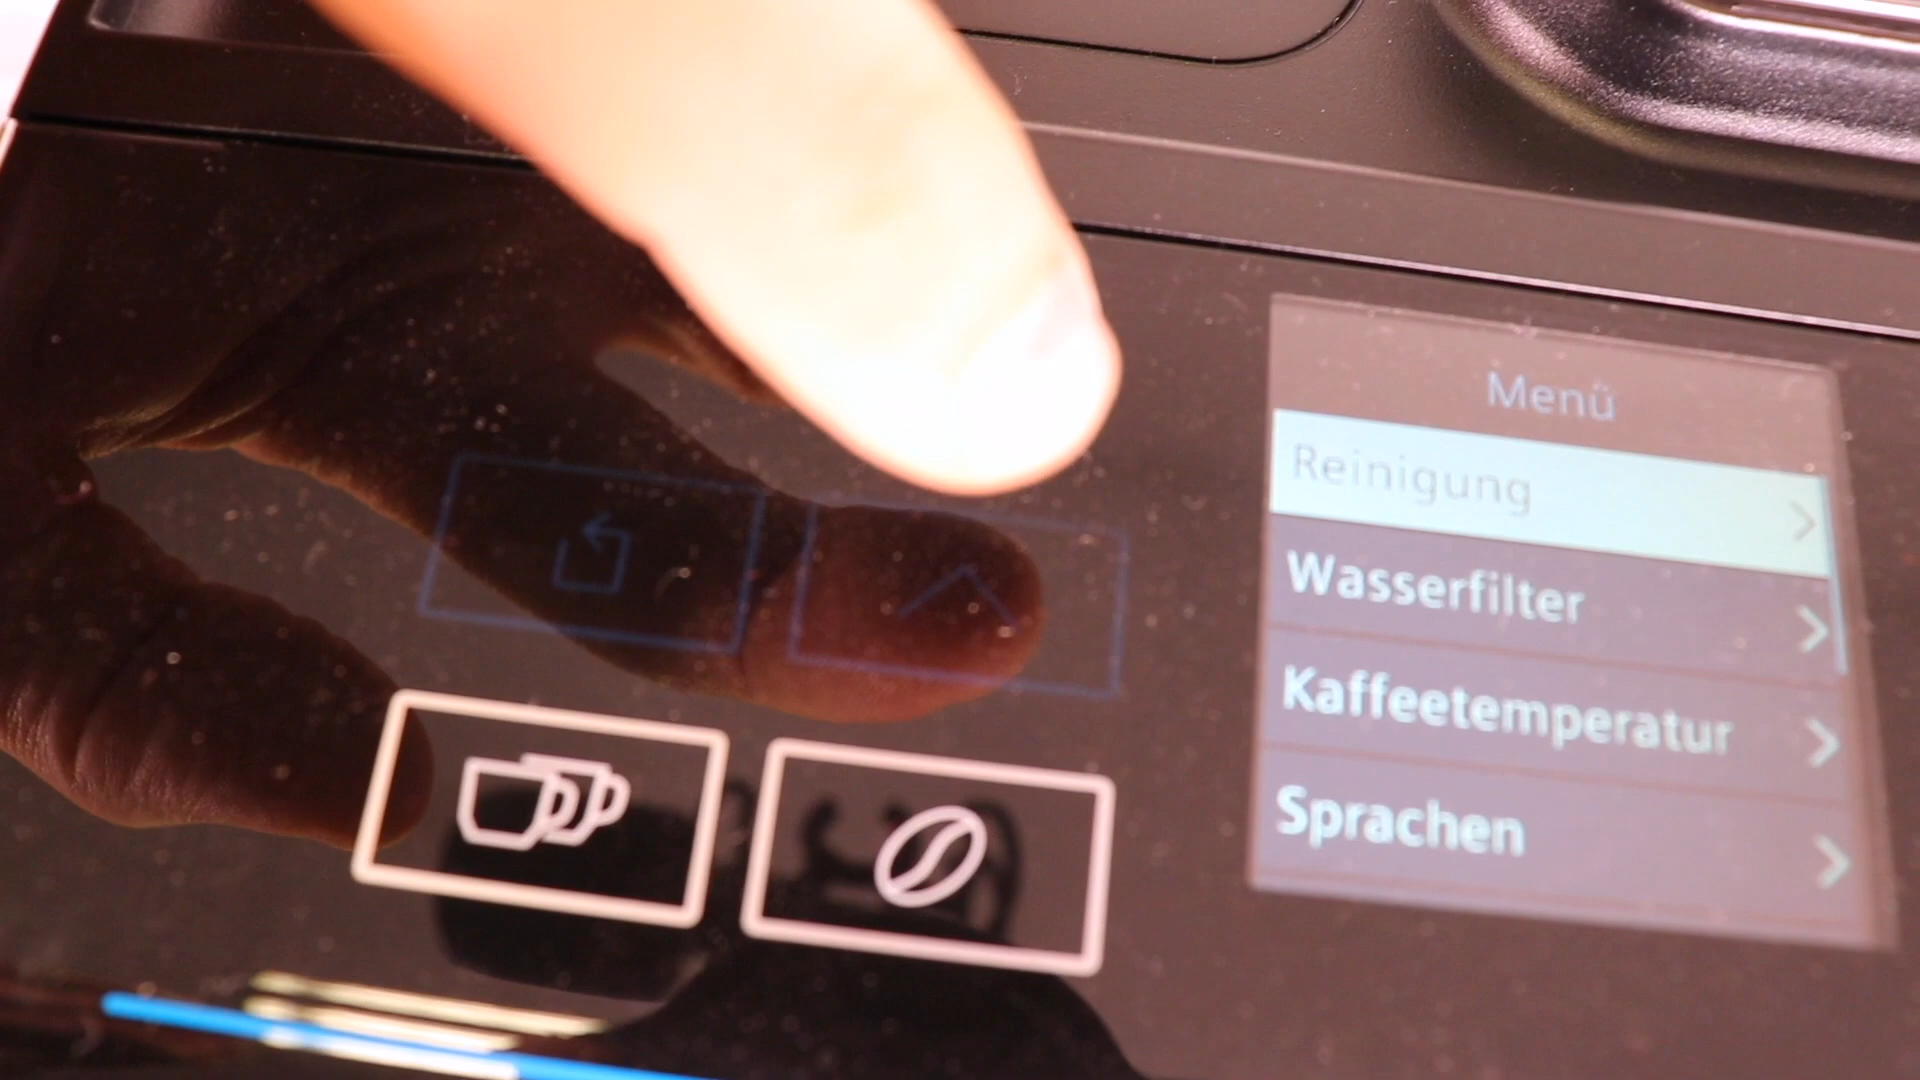 Menü
Reinigung
Wasserfilter
Kaffeetemperatur
Sprachen